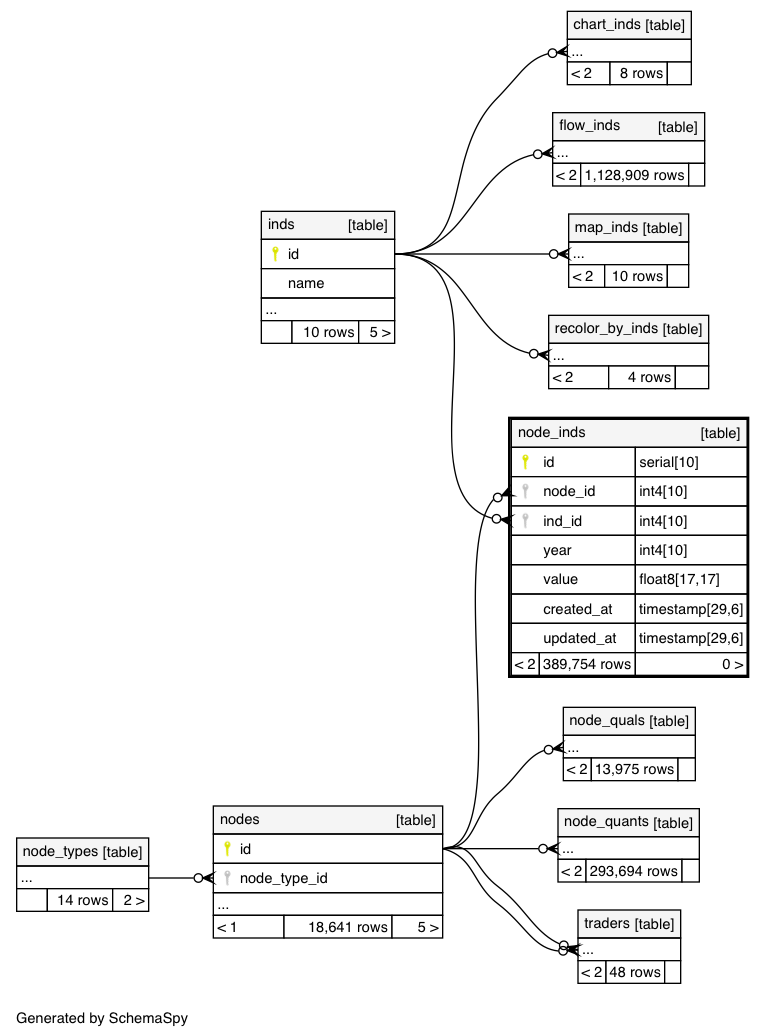 chart_inds [table]
...
< 2 8 rows
flow_inds [table]
...
< 2 1,128,909 rows
map_inds [table]
...
< 2 10 rows
inds [table]
id
name
...
10 rows 5 >
recolor_by_inds [table]
...
< 2 4 rows
node_inds [table]
id serial[10]
node_id int4[10]
ind_id int4[10]
year int4[10]
value float8[17,17]
created_at timestamp[29,6]
updated_at timestamp[29,6]
< 2 389,754 rows 0 >
node_quals [table]
...
< 2 13,975 rows
node_quants [table]
...
< 2 293,694 rows
nodes [table]
id
node_type_id
...
< 1 18,641 rows 5 >
node_types [table]
...
14 rows 2 >
traders [table]
...
< 2 48 rows
Generated by SchemaSpy